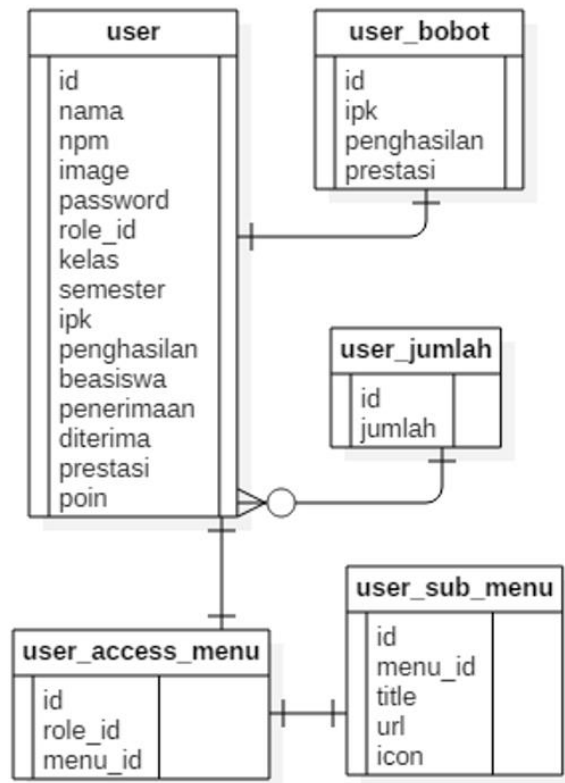 user
id
nama
npm
image
password
role_id
kelas
semester
ipk
penghasilan
beasiswa
penerimaan
diterima
prestasi
poin
user_bobot
id
ipk
penghasilan
prestasi
user_jumlah
id
jumlah
user_access_menu
id
role_id
menu_id
user_sub_menu
id
menu_id
title
url
icon